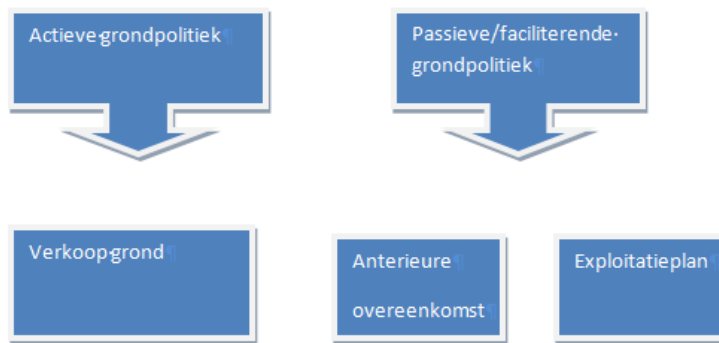 Actieve·grondpolitiek¶
Passieve/faciliterende·
grondpolitiek¶
Verkoop·grond¶
Anterieure¶
overeenkomst¶
Exploitatieplan¶